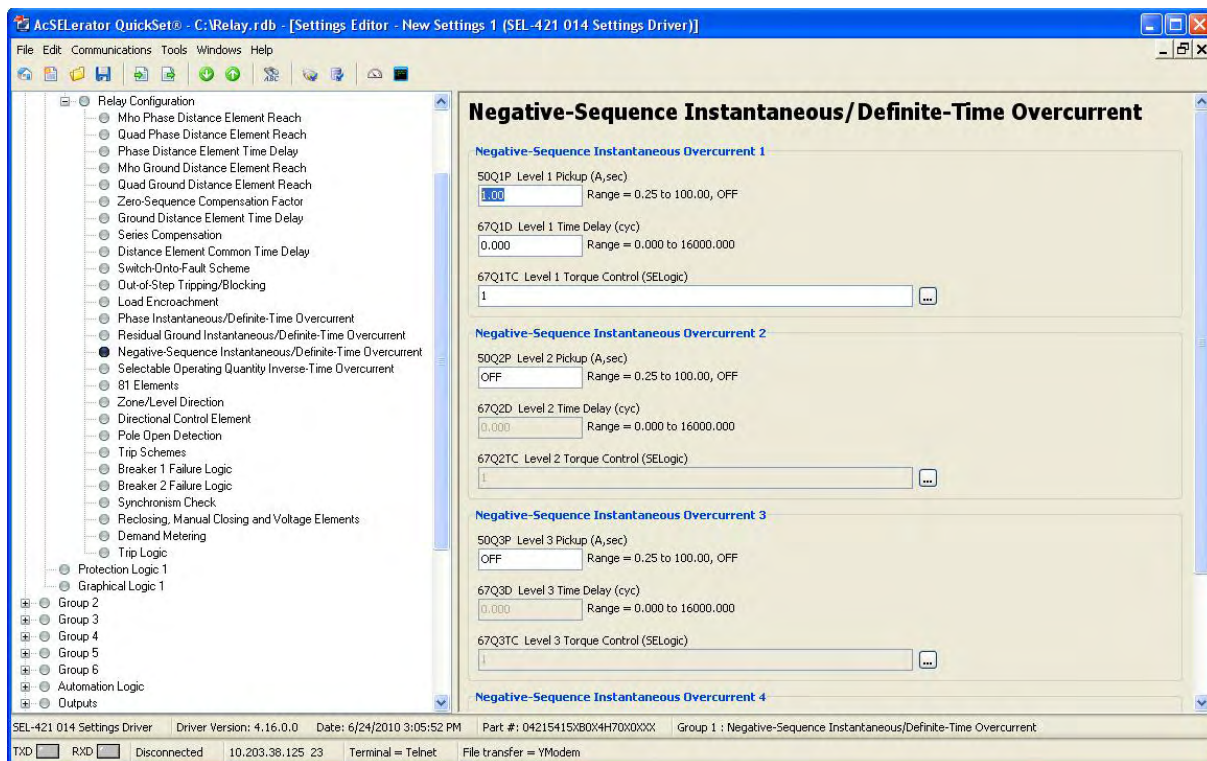 AcSELerator QuickSet® - C:\Relay.rdb - [Settings Editor - New Settings 1 (SEL-421 014 Settings Driver)]
File Edit Communications Tools Windows Help
Relay Configuration
Mho Phase Distance Element Reach
Quad Phase Distance Element Reach
Phase Distance Element Time Delay
Mho Ground Distance Element Reach
Quad Ground Distance Element Reach
Zero-Sequence Compensation Factor
Ground Distance Element Time Delay
Series Compensation
Distance Element Common Time Delay
Switch-Onto-Fault Scheme
Out-of-Step Tripping/Blocking
Load Encroachment
Phase Instantaneous/Definite-Time Overcurrent
Residual Ground Instantaneous/Definite-Time Overcurrent
Negative-Sequence Instantaneous/Definite-Time Overcurrent
Selectable Operating Quantity Inverse-Time Overcurrent
81 Elements
Zone/Level Direction
Directional Control Element
Pole Open Detection
Trip Schemes
Breaker 1 Failure Logic
Breaker 2 Failure Logic
Synchronism Check
Reclosing, Manual Closing and Voltage Elements
Demand Metering
Trip Logic
Protection Logic 1
Graphical Logic 1
Group 2
Group 3
Group 4
Group 5
Group 6
Automation Logic
Outputs
Negative-Sequence Instantaneous/Definite-Time Overcurrent
Negative-Sequence Instantaneous Overcurrent 1
50Q1P Level 1 Pickup (A,sec)
1.00 Range = 0.25 to 100.00, OFF
67Q1D Level 1 Time Delay (cyc)
0.000 Range = 0.000 to 16000.000
67Q1TC Level 1 Torque Control (SELogic)
1 ...
Negative-Sequence Instantaneous Overcurrent 2
50Q2P Level 2 Pickup (A,sec)
OFF Range = 0.25 to 100.00, OFF
67Q2D Level 2 Time Delay (cyc)
0.000 Range = 0.000 to 16000.000
67Q2TC Level 2 Torque Control (SELogic)
1 ...
Negative-Sequence Instantaneous Overcurrent 3
50Q3P Level 3 Pickup (A,sec)
OFF Range = 0.25 to 100.00, OFF
67Q3D Level 3 Time Delay (cyc)
0.000 Range = 0.000 to 16000.000
67Q3TC Level 3 Torque Control (SELogic)
1 ...
Negative-Sequence Instantaneous Overcurrent 4
SEL-421 014 Settings Driver Driver Version: 4.16.0.0 Date: 6/24/2010 3:05:52 PM Part #: 04215415XB0X4H70X0XXX Group 1 : Negative-Sequence Instantaneous/Definite-Time Overcurrent
TXD RXD Disconnected 10.203.38.125 23 Terminal = Telnet File transfer = YModem